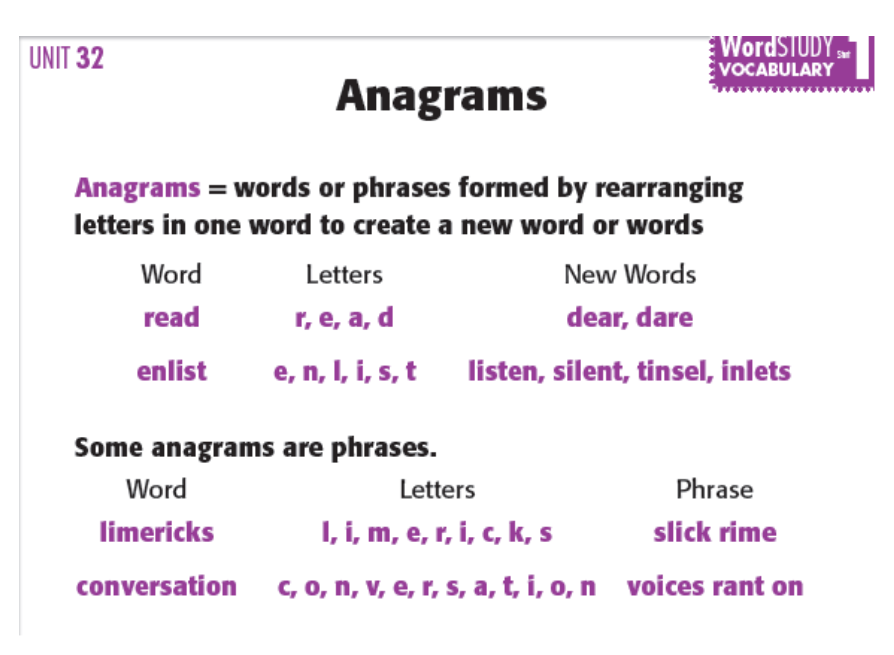 UNIT 32
WordSTUDY
VOCABULARY
Start
1
Anagrams
Anagrams = words or phrases formed by rearranging
letters in one word to create a new word or words
Word Letters New Words
read r, e, a, d dear, dare
enlist e, n, l, i, s, t listen, silent, tinsel, inlets
Some anagrams are phrases.
Word Letters Phrase
limericks l, i, m, e, r, i, c, k, s slick rime
conversation c, o, n, v, e, r, s, a, t, i, o, n voices rant on